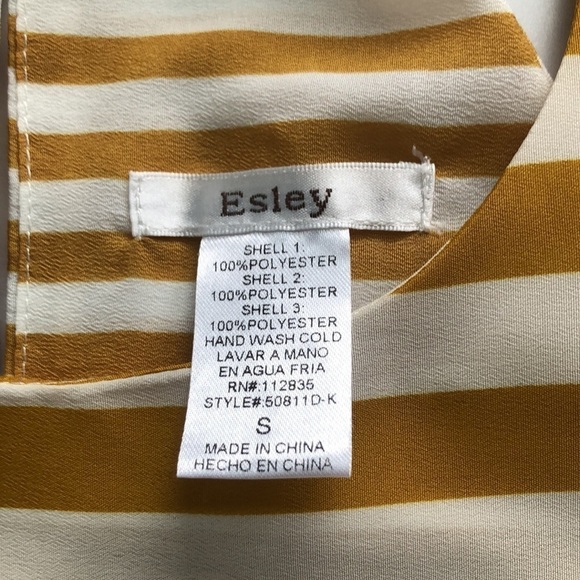 Esley
SHELL 1:
100%POLYESTER
SHELL 2:
100%POLYESTER
SHELL 3:
100%POLYESTER
HAND WASH COLD
LAVAR A MANO
EN AGUA FRIA
RN#:112835
STYLE#:50811D-K
S
MADE IN CHINA
HECHO EN CHINA